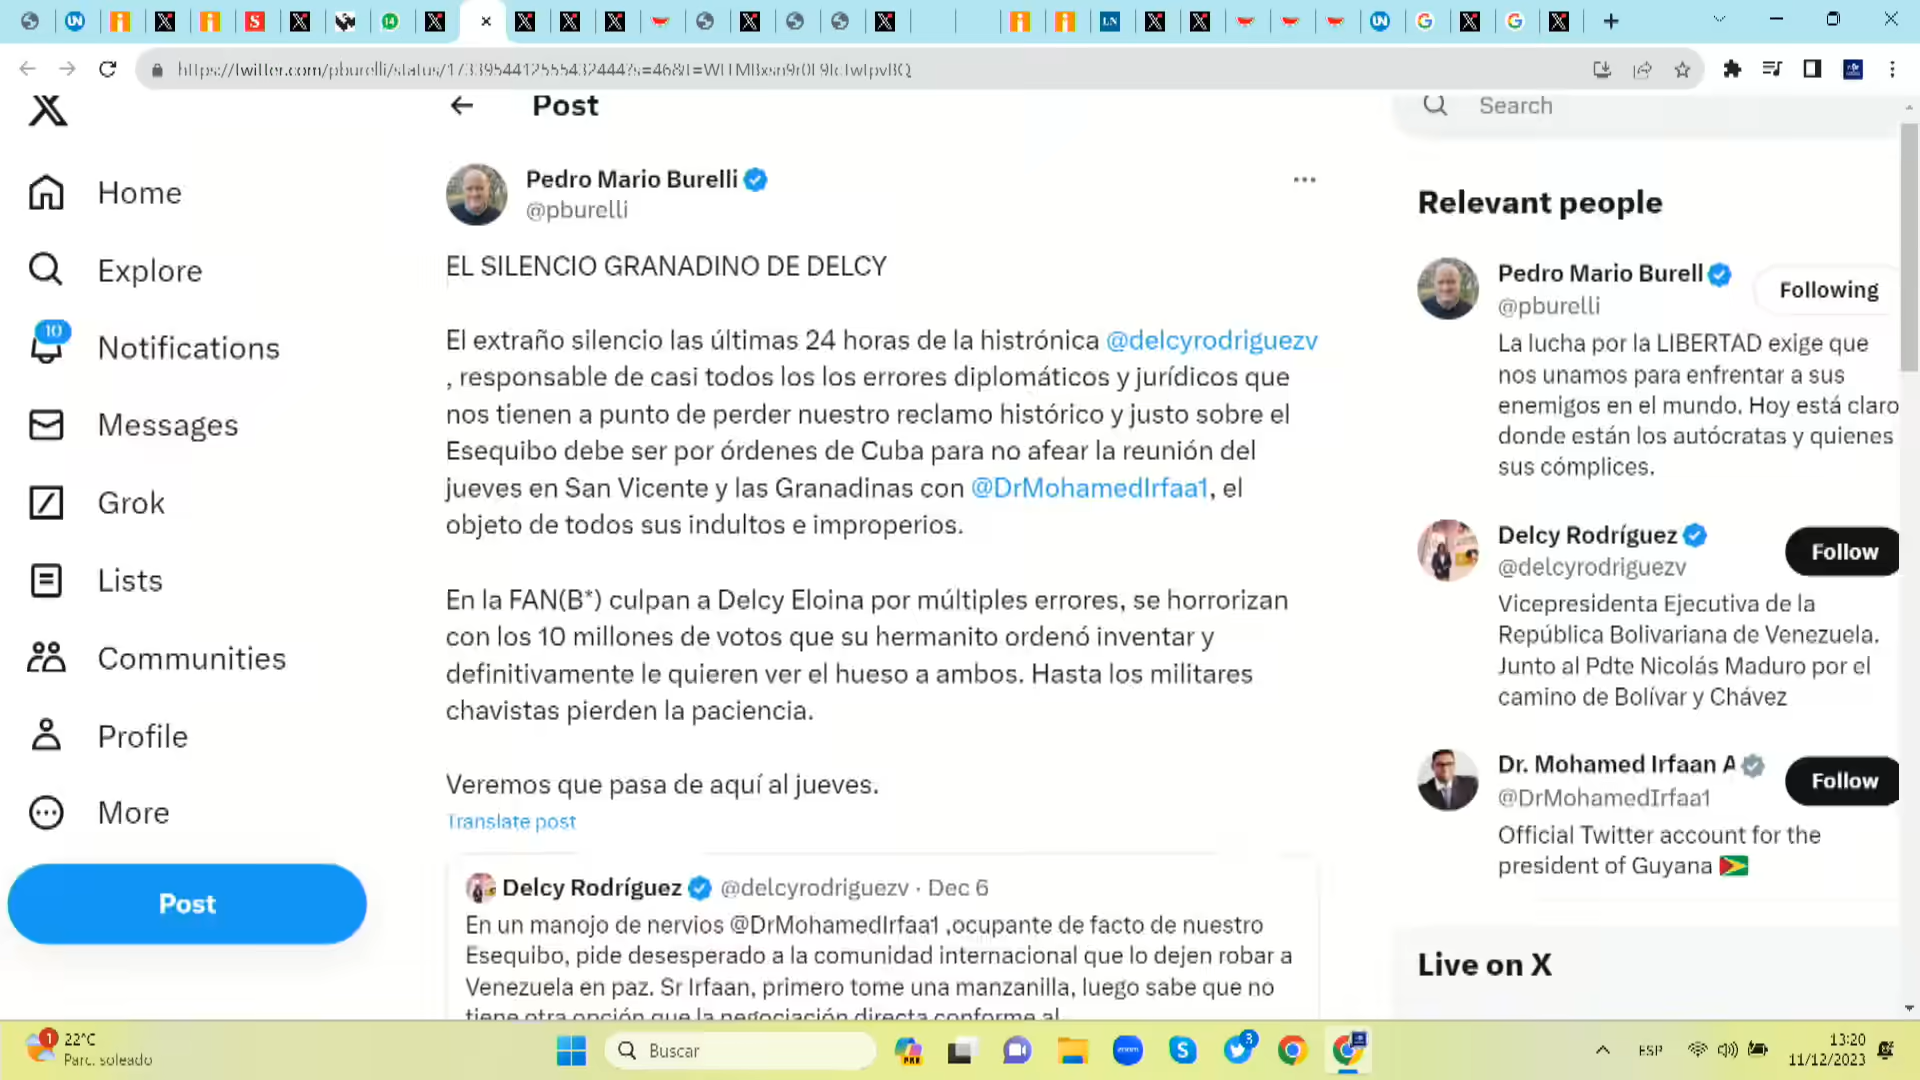 Post
Search
Home
Explore
10
Notifications
Messages
Grok
Lists
Communities
Profile
More
Post
Pedro Mario Burelli
@pburelli
EL SILENCIO GRANADINO DE DELCY
El extraño silencio las últimas 24 horas de la histrónica @delcyrodriguezv
, responsable de casi todos los los errores diplomáticos y jurídicos que
nos tienen a punto de perder nuestro reclamo histórico y justo sobre el
Esequibo debe ser por órdenes de Cuba para no afear la reunión del
jueves en San Vicente y las Granadinas con @DrMohamedIrfaa1, el
objeto de todos sus indultos e improperios.
En la FAN(B*) culpan a Delcy Eloina por múltiples errores, se horrorizan
con los 10 millones de votos que su hermanito ordenó inventar y
definitivamente le quieren ver el hueso a ambos. Hasta los militares
chavistas pierden la paciencia.
Veremos que pasa de aquí al jueves.
Translate post
Delcy Rodríguez @delcyrodriguezv · Dec 6
En un manojo de nervios @DrMohamedIrfaa1 ,ocupante de facto de nuestro
Esequibo, pide desesperado a la comunidad internacional que lo dejen robar a
Venezuela en paz. Sr Irfaan, primero tome una manzanilla, luego sabe que no
tiene otra opción que la negociación directa conforme al
Relevant people
Pedro Mario Burell
@pburelli
Following
La lucha por la LIBERTAD exige que
nos unamos para enfrentar a sus
enemigos en el mundo. Hoy está claro
donde están los autócratas y quienes
sus cómplices.
Delcy Rodríguez
@delcyrodriguezv
Follow
Vicepresidenta Ejecutiva de la
República Bolivariana de Venezuela.
Junto al Pdte Nicolás Maduro por el
camino de Bolívar y Chávez
Dr. Mohamed Irfaan A
@DrMohamedIrfaa1
Follow
Official Twitter account for the
president of Guyana
Live on X
1
22°C
Parc. soleado
Buscar
zoom
3
ESP
13:20
11/12/2023